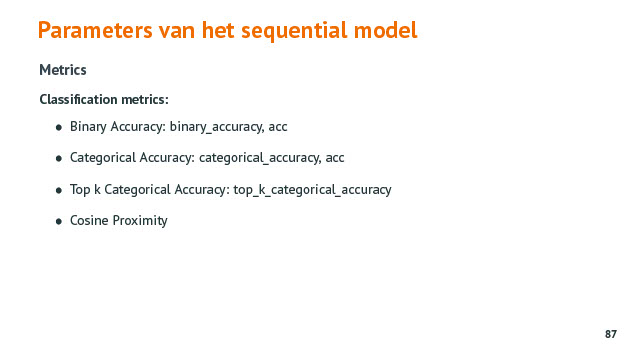 Parameters van het sequential model
Metrics
Classification metrics:
● Binary Accuracy: binary_accuracy, acc
● Categorical Accuracy: categorical_accuracy, acc
● Top k Categorical Accuracy: top_k_categorical_accuracy
● Cosine Proximity
87